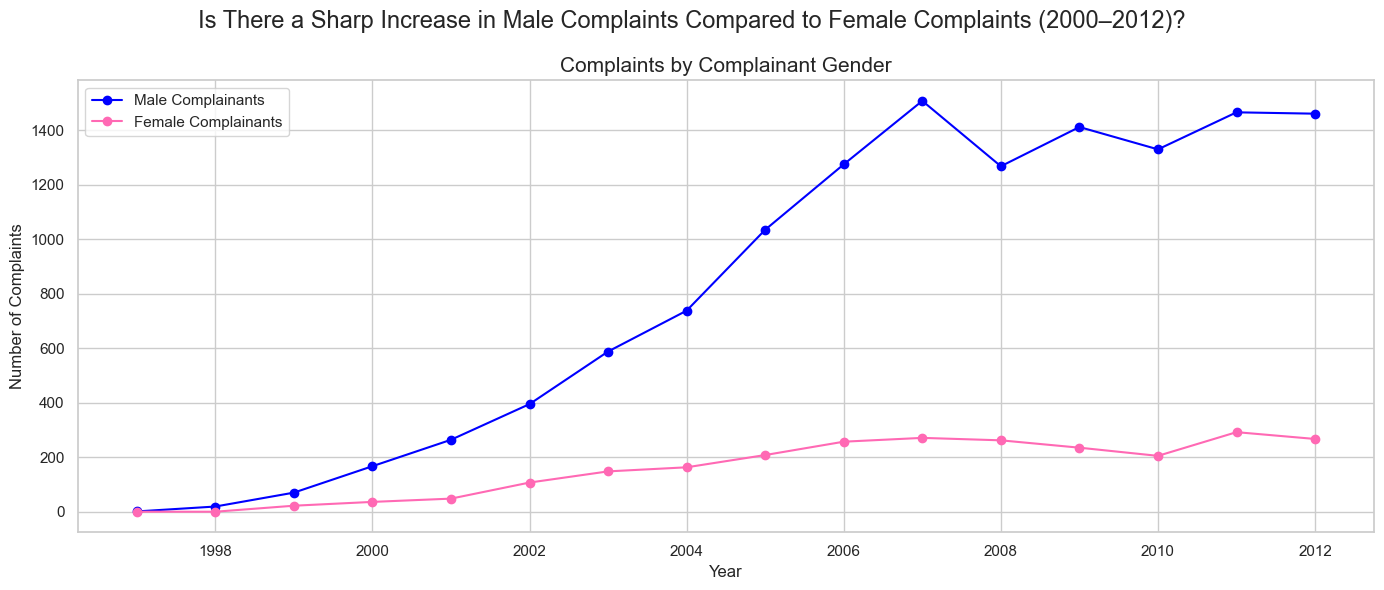 Is There a Sharp Increase in Male Complaints Compared to Female Complaints (2000–2012)?
Complaints by Complainant Gender
Male Complainants
Female Complainants
Number of Complaints
1400
1200
1000
800
600
400
200
0
1998 2000 2002 2004 2006 2008 2010 2012
Year